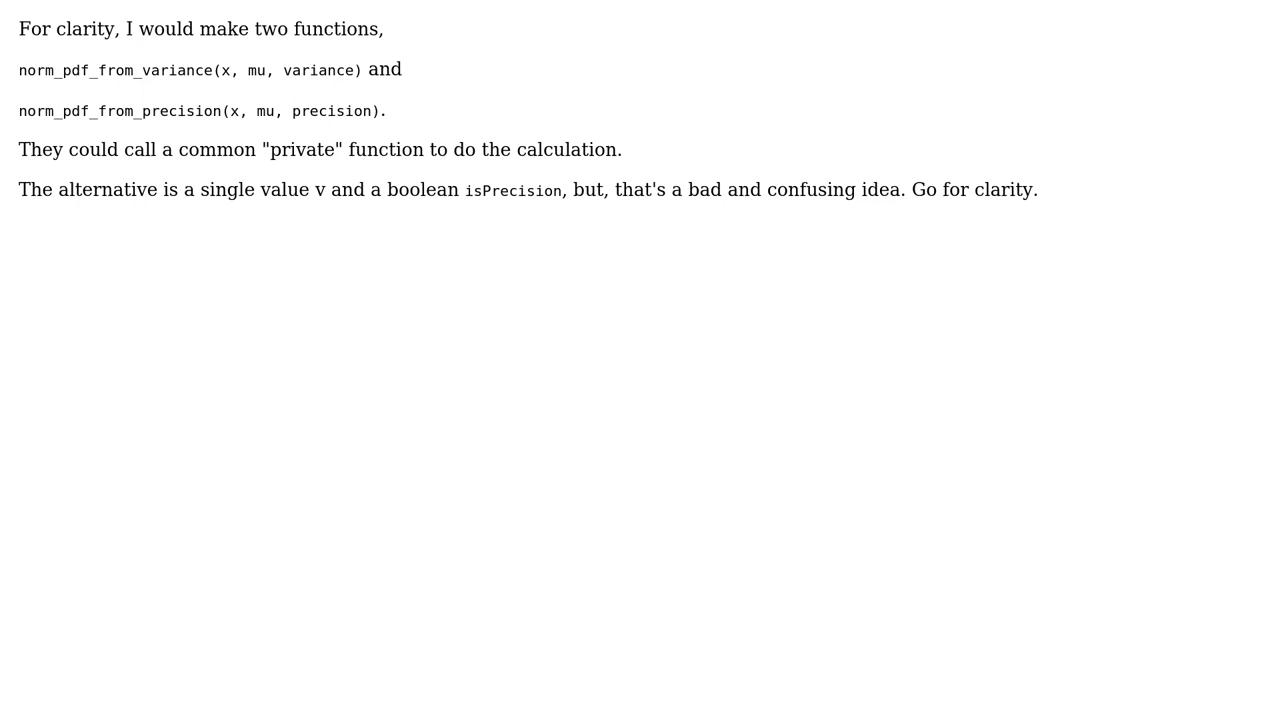 For clarity, I would make two functions,
norm_pdf_from_variance(x, mu, variance) and
norm_pdf_from_precision(x, mu, precision).
They could call a common "private" function to do the calculation.
The alternative is a single value v and a boolean isPrecision, but, that's a bad and confusing idea. Go for clarity.